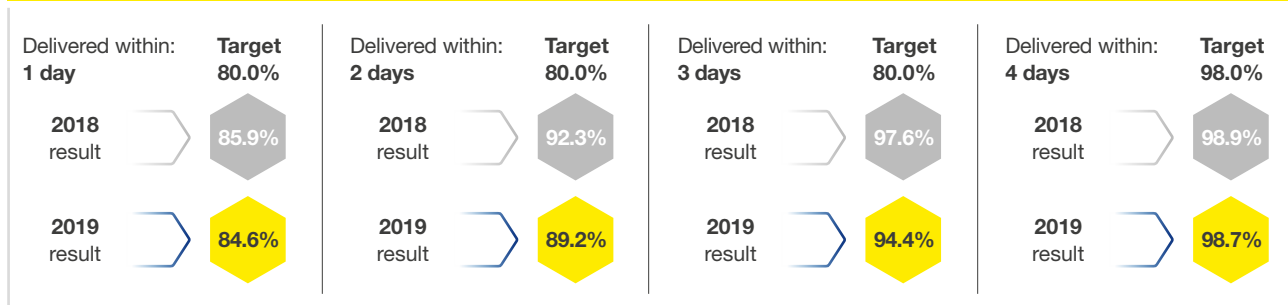 Delivered within: Target
1 day 80.0%
2018
result
85.9%
2019
result
84.6%
Delivered within: Target
2 days 80.0%
2018
result
92.3%
2019
result
89.2%
Delivered within: Target
3 days 80.0%
2018
result
97.6%
2019
result
94.4%
Delivered within: Target
4 days 98.0%
2018
result
98.9%
2019
result
98.7%